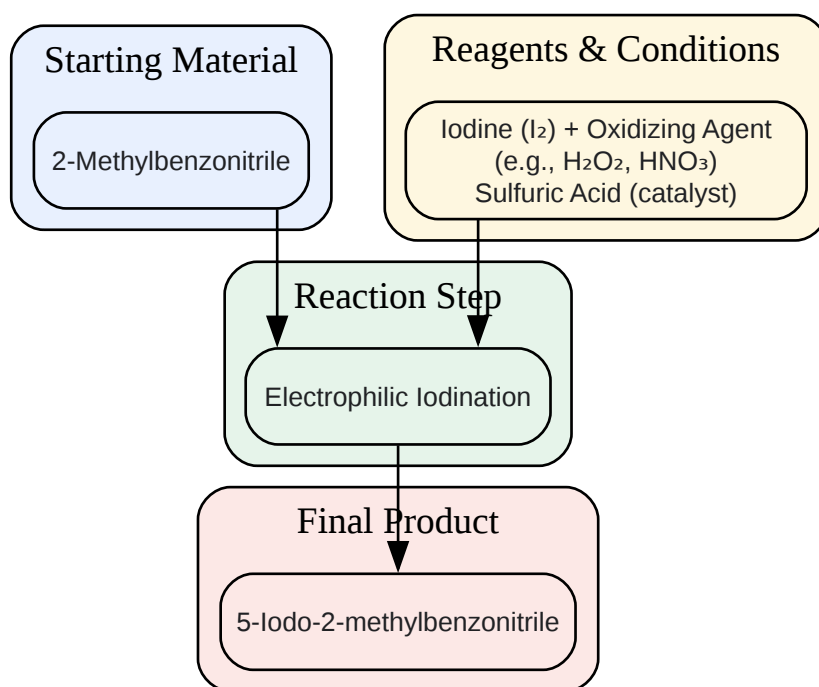 Starting Material
2-Methylbenzonitrile
Reagents & Conditions
Iodine (I₂) + Oxidizing Agent
(e.g., H₂O₂, HNO₃)
Sulfuric Acid (catalyst)
Reaction Step
Electrophilic Iodination
Final Product
5-Iodo-2-methylbenzonitrile